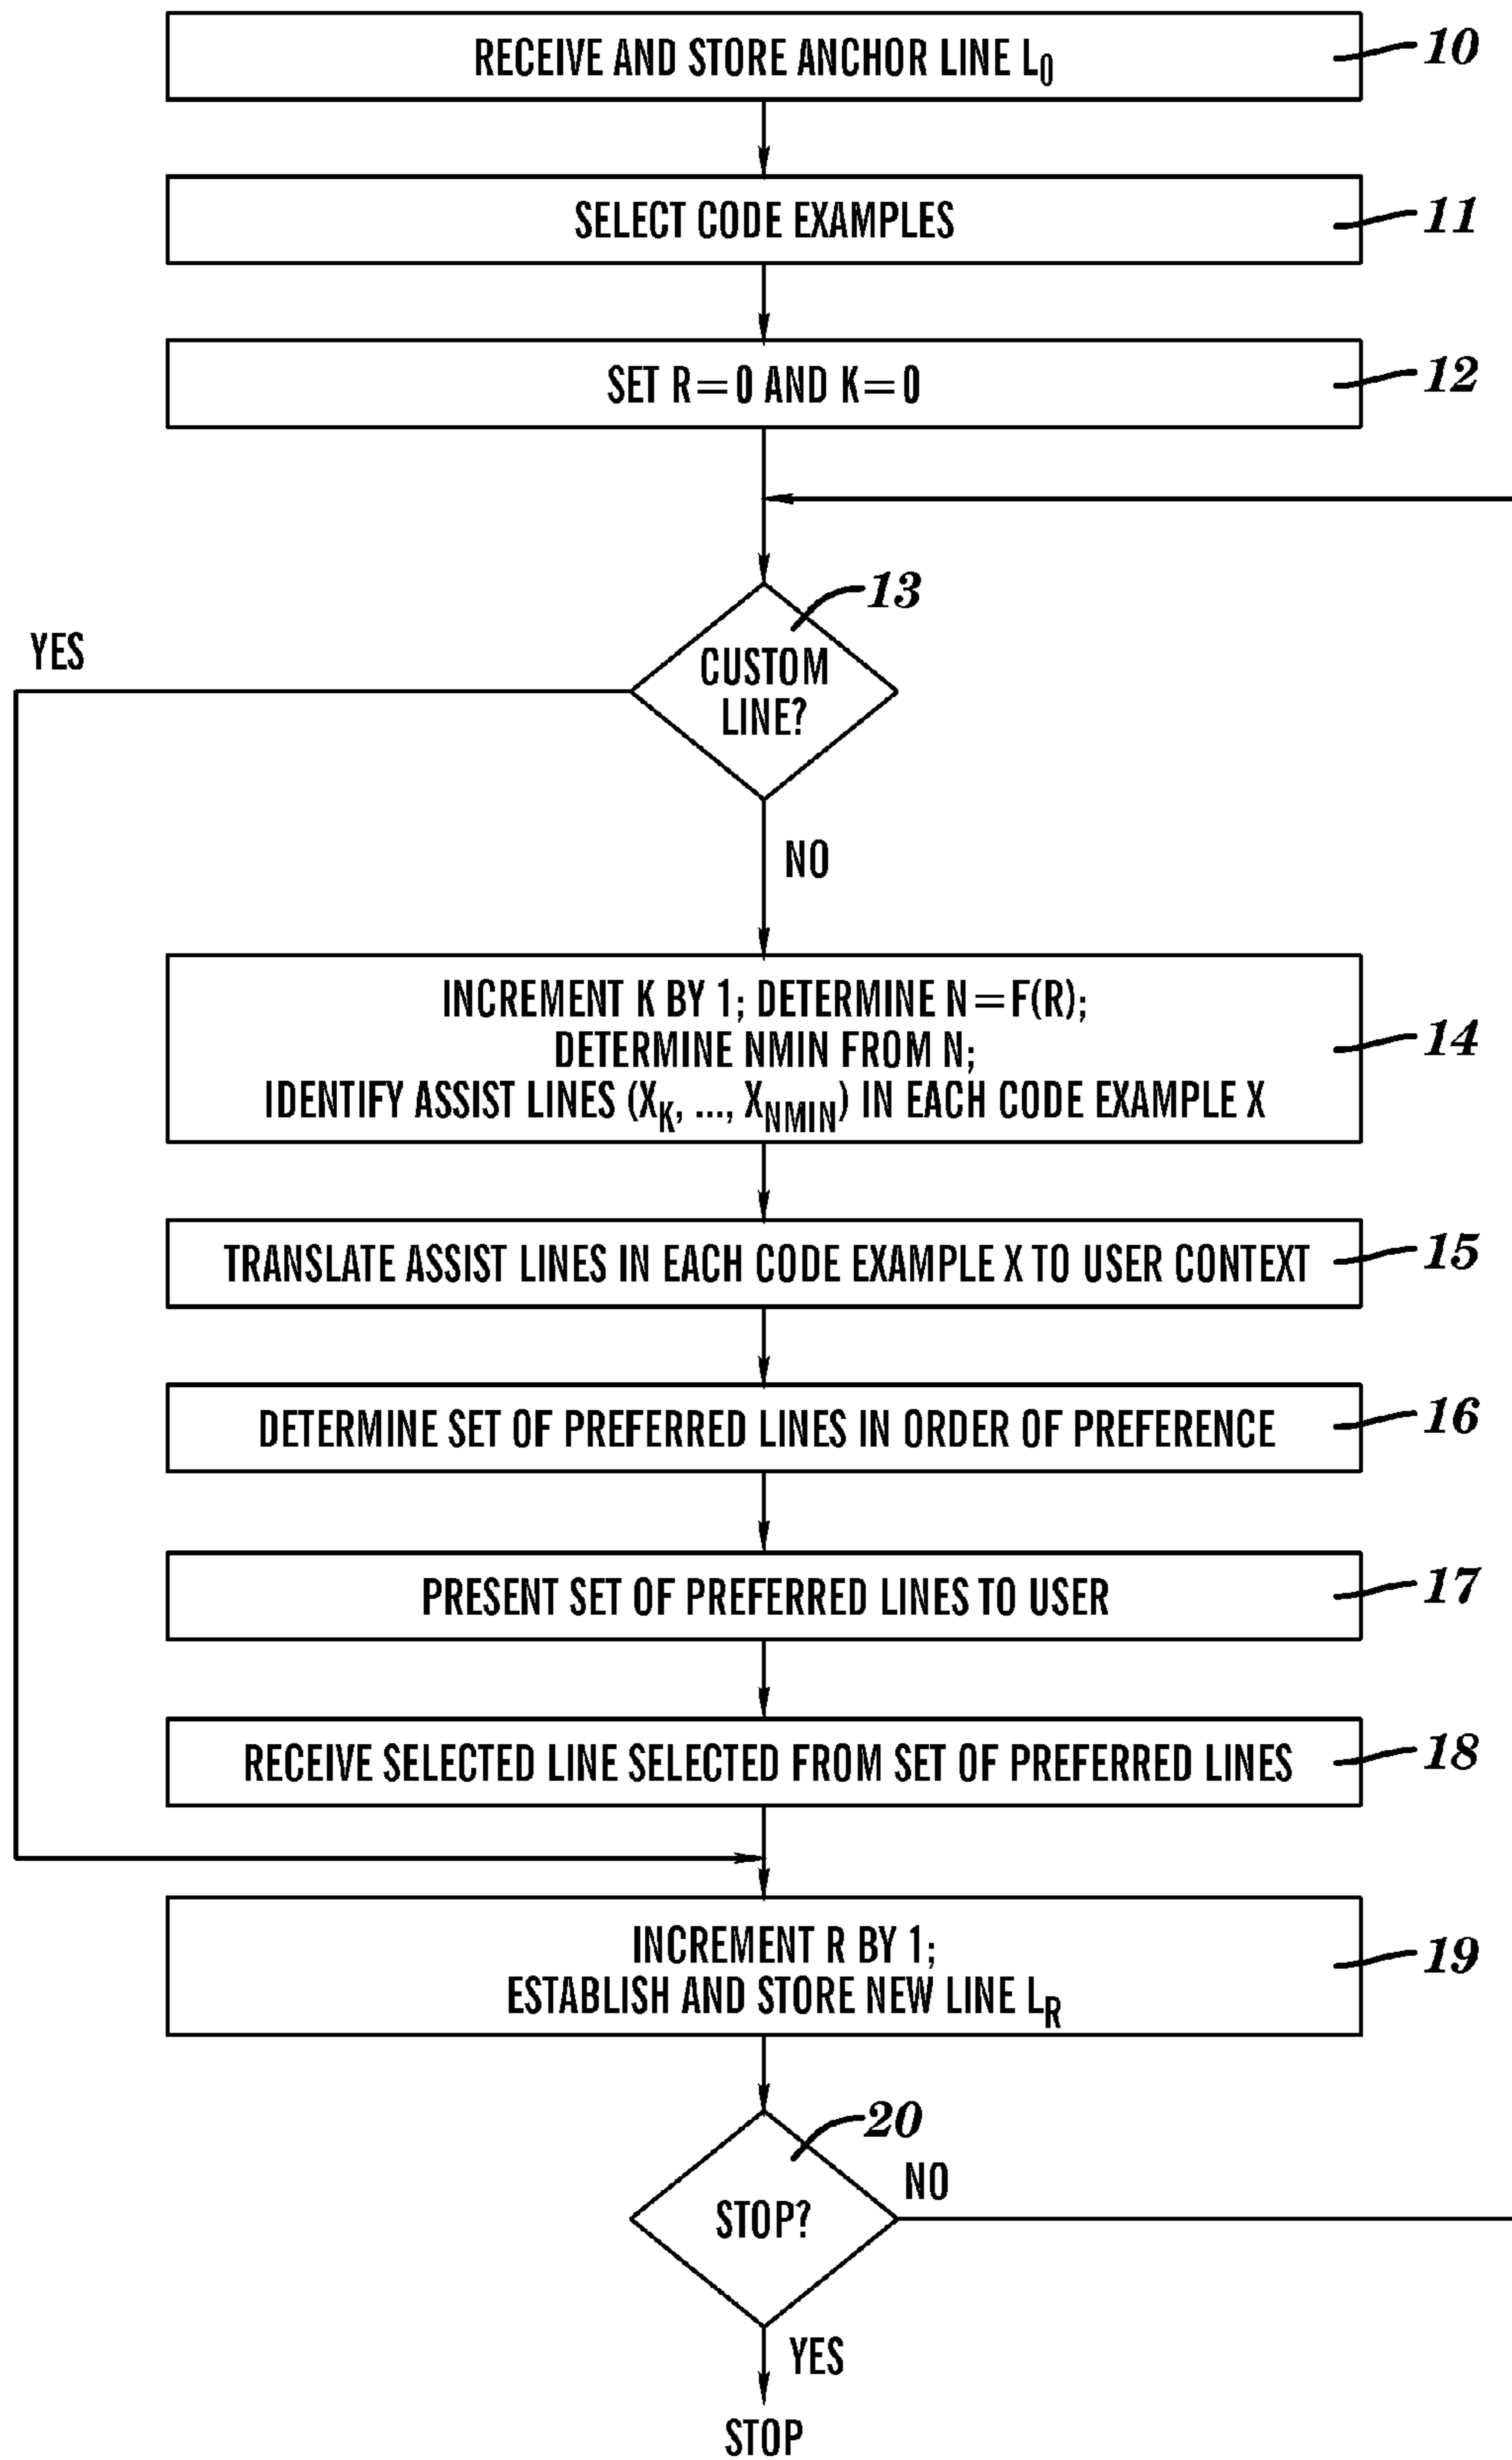 RECEIVE AND STORE ANCHOR LINE L0
10
SELECT CODE EXAMPLES
11
SET R=0 AND K=0
12
13
CUSTOM
LINE?
YES
NO
INCREMENT K BY 1; DETERMINE N=F(R);
DETERMINE NMIN FROM N;
IDENTIFY ASSIST LINES (XK, ..., XNMIN) IN EACH CODE EXAMPLE X
14
TRANSLATE ASSIST LINES IN EACH CODE EXAMPLE X TO USER CONTEXT
15
DETERMINE SET OF PREFERRED LINES IN ORDER OF PREFERENCE
16
PRESENT SET OF PREFERRED LINES TO USER
17
RECEIVE SELECTED LINE SELECTED FROM SET OF PREFERRED LINES
18
INCREMENT R BY 1;
ESTABLISH AND STORE NEW LINE LR
19
20
STOP?
NO
YES
STOP